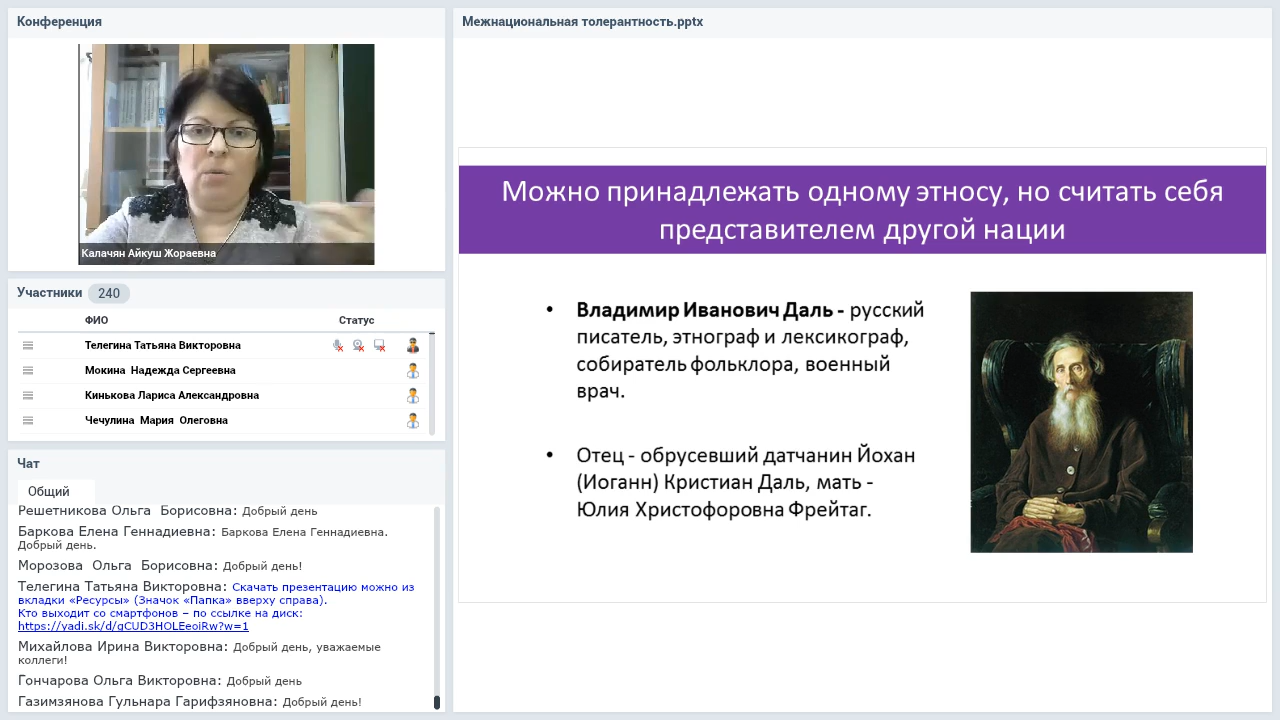 Конференция
Калачян Айкуш Жораевна
Участники 240
ФИО Статус
Телегина Татьяна Викторовна
Мокина Надежда Сергеевна
Кинькова Лариса Александровна
Чечулина Мария Олеговна
Чат
Общий
Решетникова Ольга Борисовна: Добрый день
Баркова Елена Геннадиевна: Баркова Елена Геннадиевна.
Добрый день.
Морозова Ольга Борисовна: Добрый день!
Телегина Татьяна Викторовна: Скачать презентацию можно из
вкладки «Ресурсы» (Значок «Папка» вверху справа).
Кто выходит со смартфонов – по ссылке на диск:
https://yadi.sk/d/gCUD3HOLEeoiRw?w=1
Михайлова Ирина Викторовна: Добрый день, уважаемые
коллеги!
Гончарова Ольга Викторовна: Добрый день
Газимзянова Гульнара Гарифзяновна: Добрый день!
Межнациональная толерантность.pptx
Можно принадлежать одному этносу, но считать себя
представителем другой нации
• Владимир Иванович Даль - русский
писатель, этнограф и лексикограф,
собиратель фольклора, военный
врач.
• Отец - обрусевший датчанин Йохан
(Иоганн) Кристиан Даль, мать -
Юлия Христофоровна Фрейтаг.